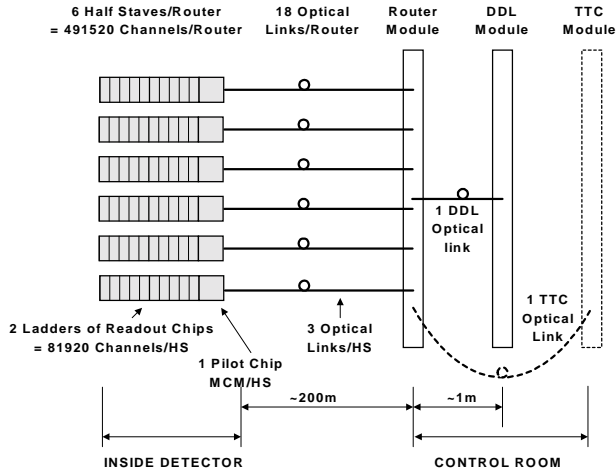 6 Half Staves/Router
= 491520 Channels/Router
18 Optical
Links/Router
Router
Module
DDL
Module
TTC
Module
1 DDL
Optical
link
1 TTC
Optical
Link
2 Ladders of Readout Chips
= 81920 Channels/HS
1 Pilot Chip
MCM/HS
3 Optical
Links/HS
~200m
~1m
INSIDE DETECTOR
CONTROL ROOM